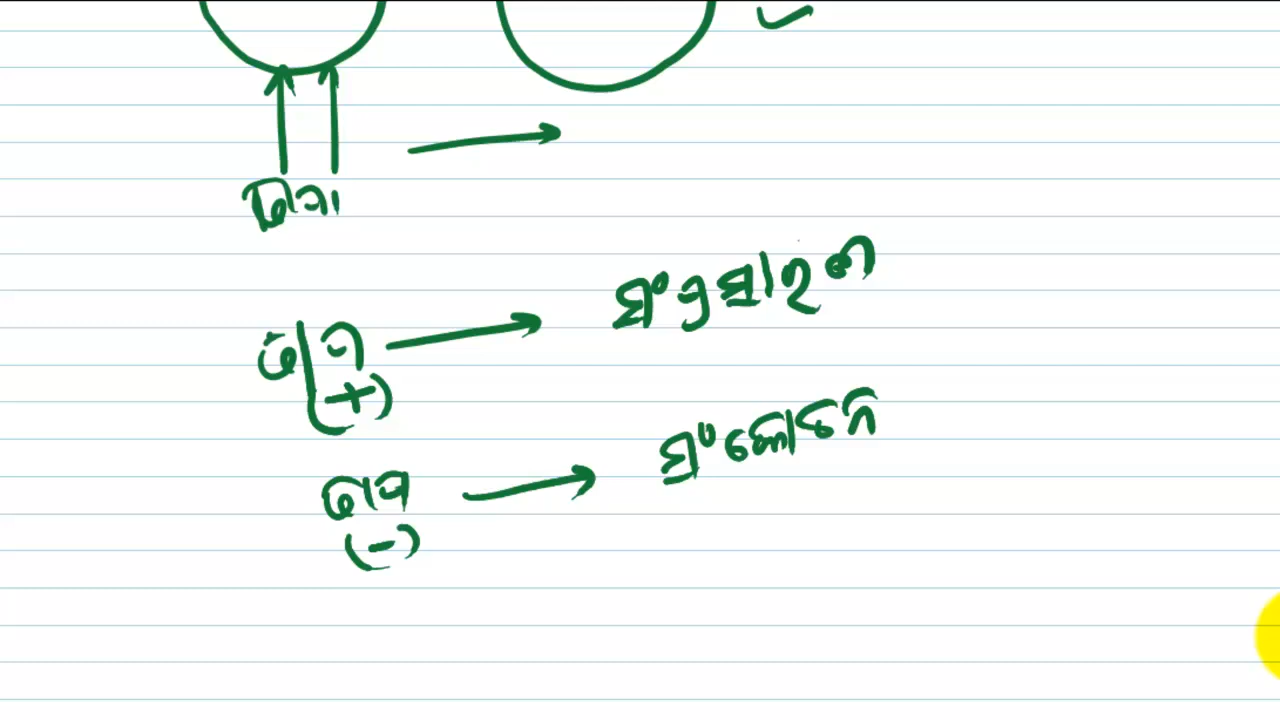 ତାପ
ତାପ → ସଂପ୍ରସାରଣ
(+)
ତାପ → ସଂକୋଚନ
(-)